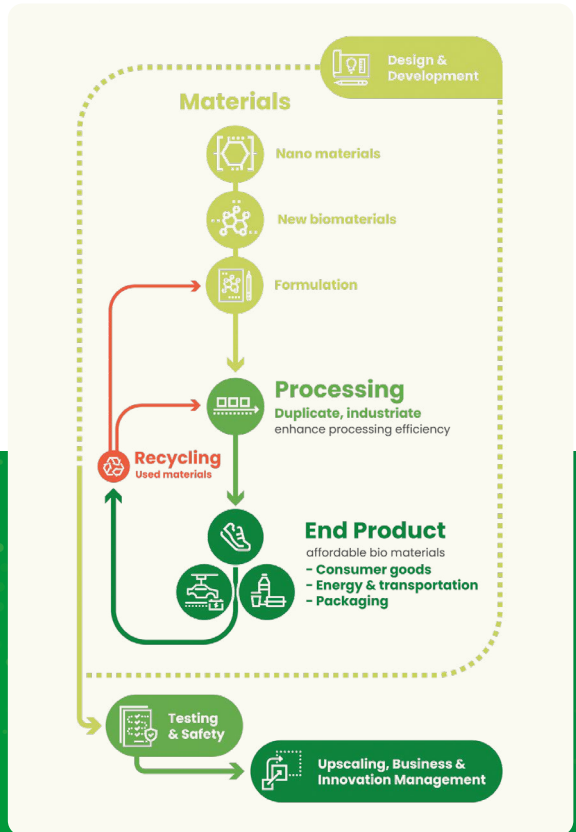 Design &
Development
Materials
Nano materials
New biomaterials
Formulation
Processing
Duplicate, industriate
enhance processing efficiency
Recycling
Used materials
End Product
affordable bio materials
- Consumer goods
- Energy & transportation
- Packaging
Testing
& Safety
Upscaling, Business &
Innovation Management